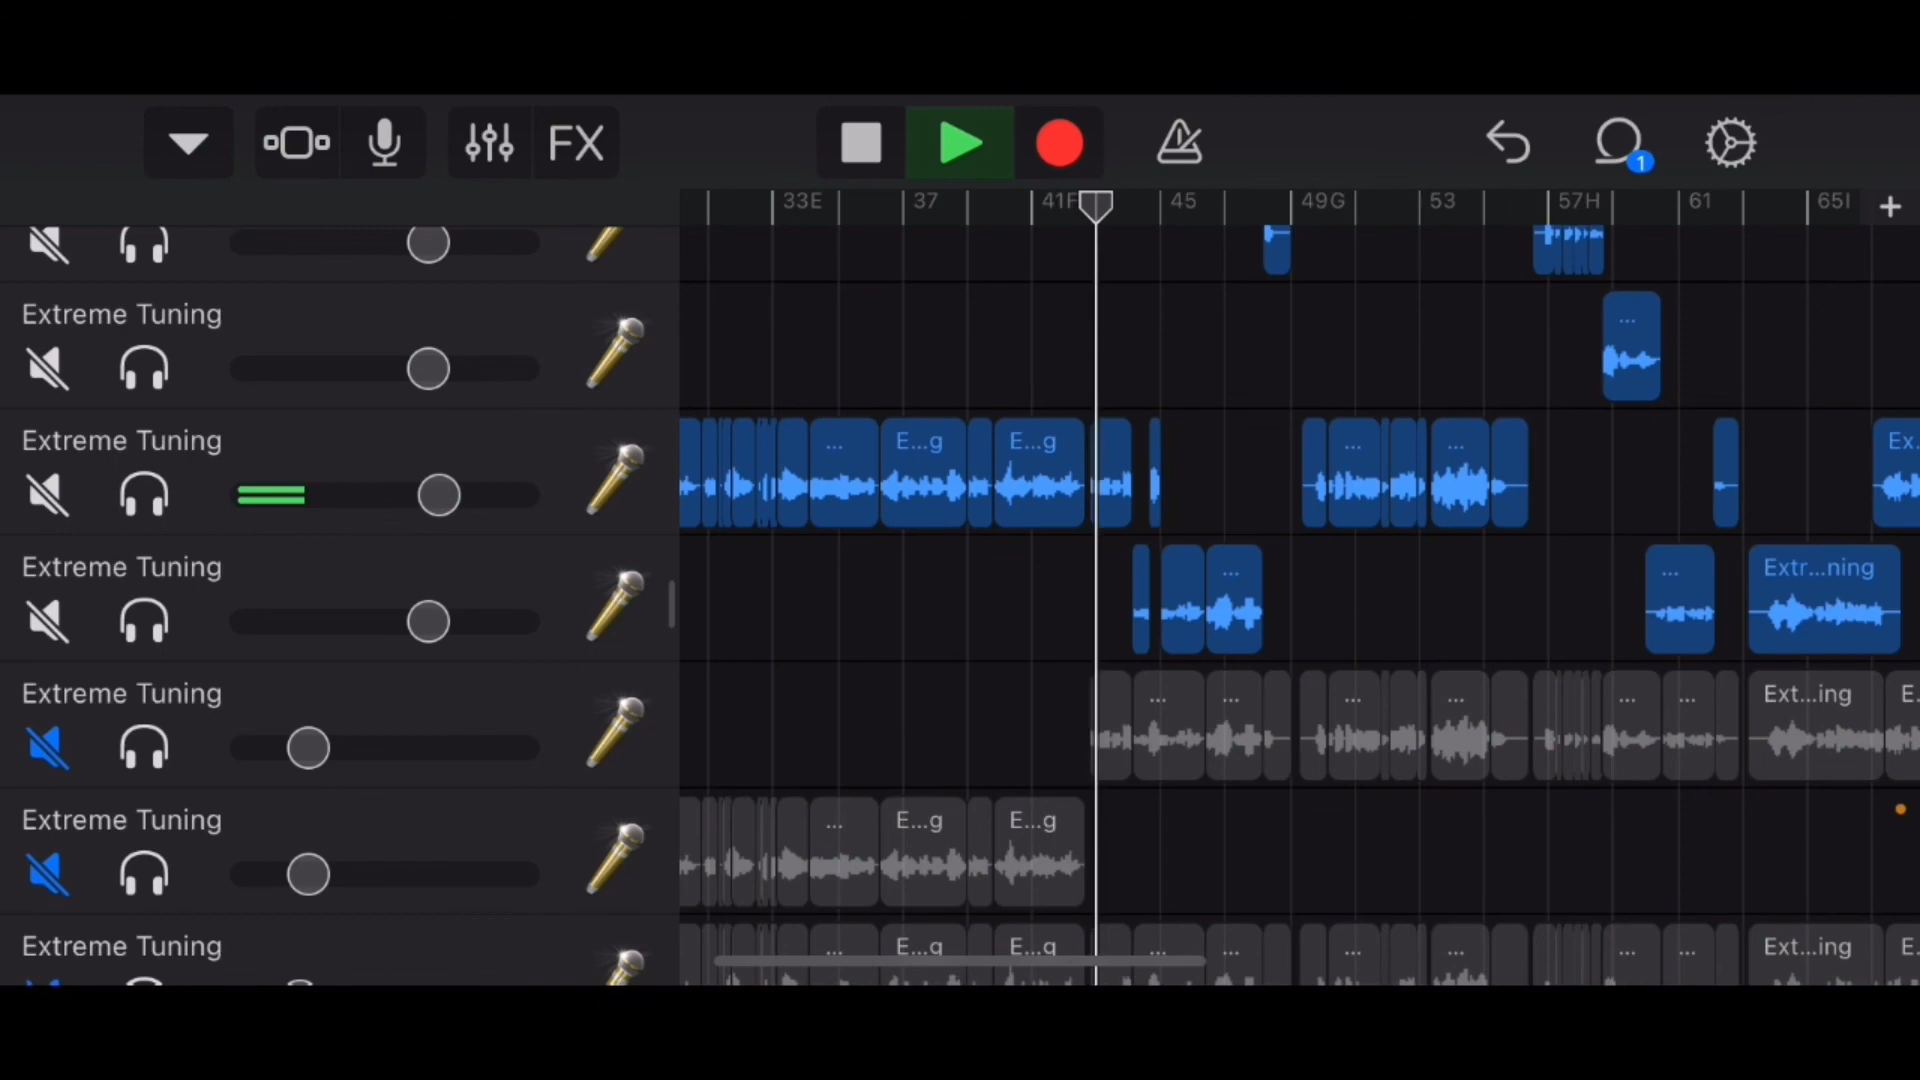 FX
1
33E 37 41F 45 49G 53 57H 61 65I +
Extreme Tuning
...
Extreme Tuning
... E...g E...g ... ... Ex.
Extreme Tuning
... ... Extr...ning
Extreme Tuning
... ... ... ... ... ... Ext...ing E.
Extreme Tuning
... E...g E...g
Extreme Tuning
... E...g E...g ... ... ... ... ... ... Ext...ing E.